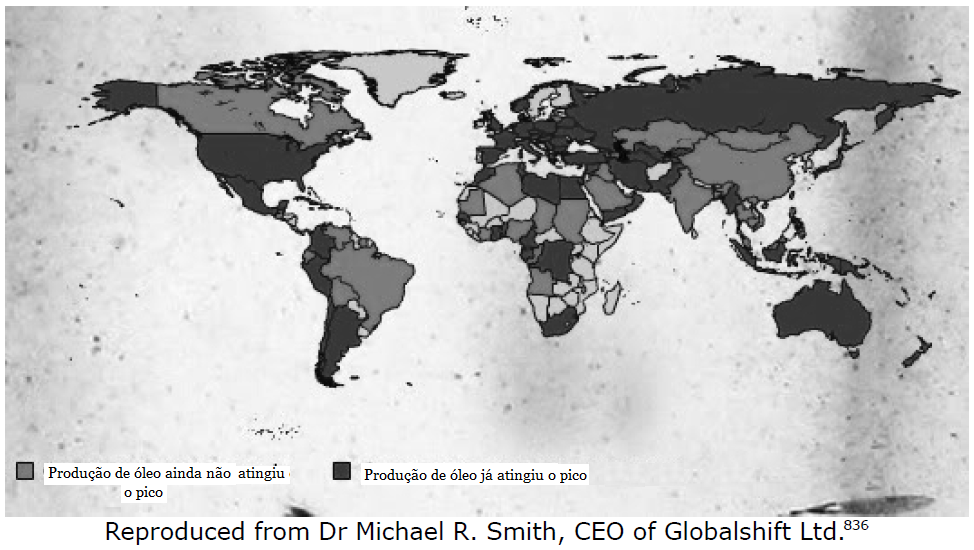 Produção de óleo ainda não atingiu
o pico
Produção de óleo já atingiu o pico
Reproduced from Dr Michael R. Smith, CEO of Globalshift Ltd.836